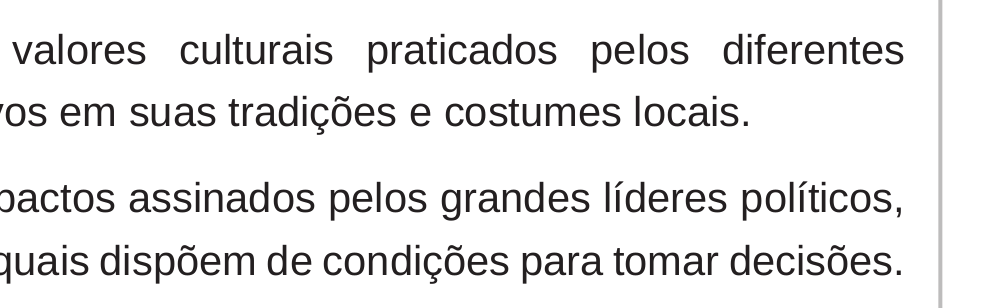 valores culturais praticados pelos diferentes
em suas tradições e costumes locais.
pactos assinados pelos grandes líderes políticos,
quais dispõem de condições para tomar decisões.